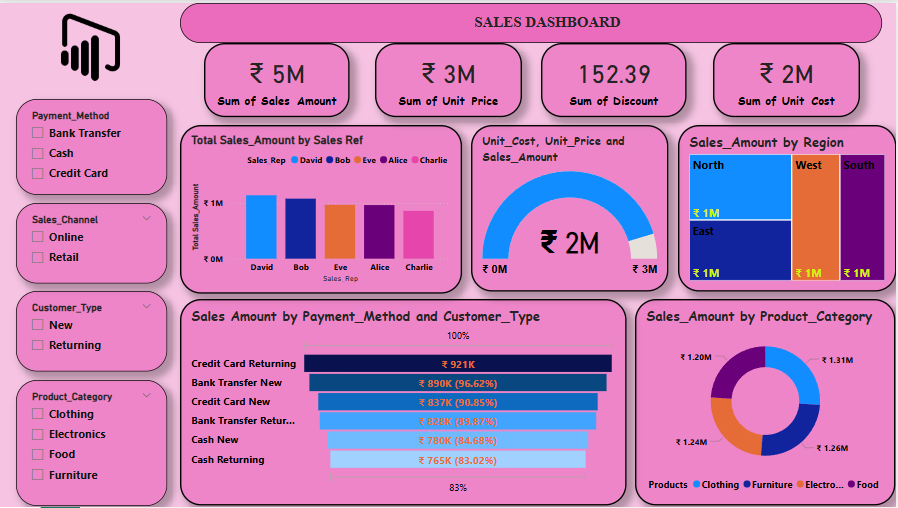 SALES DASHBOARD
₹ 5M
Sum of Sales Amount
₹ 3M
Sum of Unit Price
152.39
Sum of Discount
₹ 2M
Sum of Unit Cost
Payment_Method
Bank Transfer
Cash
Credit Card
Sales_Channel
Online
Retail
Customer_Type
New
Returning
Product_Category
Clothing
Electronics
Food
Furniture
Total Sales_Amount by Sales Ref
Sales Rep David Bob Eve Alice Charlie
Total Sales_Amount
₹ 1M
₹ 0M
David Bob Eve Alice Charlie
Sales_Rep
Unit_Cost, Unit_Price and
Sales_Amount
₹ 2M
₹ 0M ₹ 3M
Sales_Amount by Region
North
₹ 1M
East
₹ 1M
West
₹ 1M
South
₹ 1M
Sales Amount by Payment_Method and Customer_Type
100%
Credit Card Returning ₹ 921K
Bank Transfer New ₹ 890K (96.62%)
Credit Card New ₹ 837K (90.85%)
Bank Transfer Retur... ₹ 828K (89.87%)
Cash New ₹ 780K (84.68%)
Cash Returning ₹ 765K (83.02%)
83%
Sales_Amount by Product_Category
₹ 1.20M
₹ 1.31M
₹ 1.24M
₹ 1.26M
Products Clothing Furniture Electro... Food